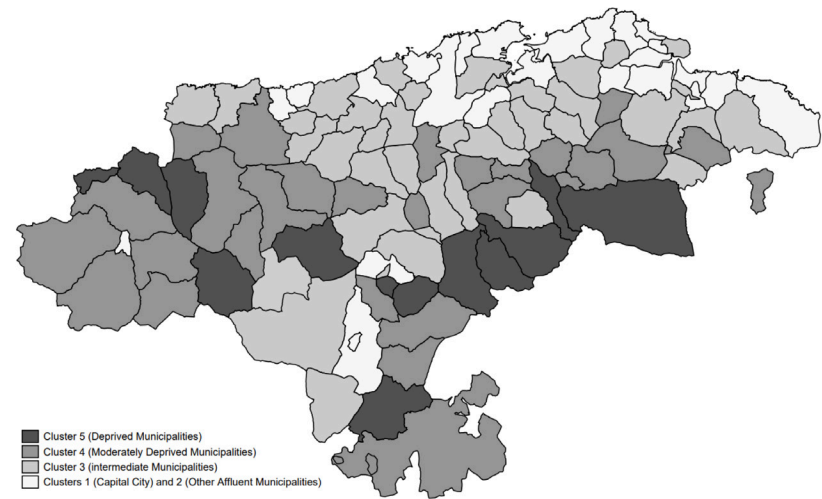 Cluster 5 (Deprived Municipalities)
Cluster 4 (Moderately Deprived Municipalities)
Cluster 3 (intermediate Municipalities)
Clusters 1 (Capital City) and 2 (Other Affluent Municipalities)